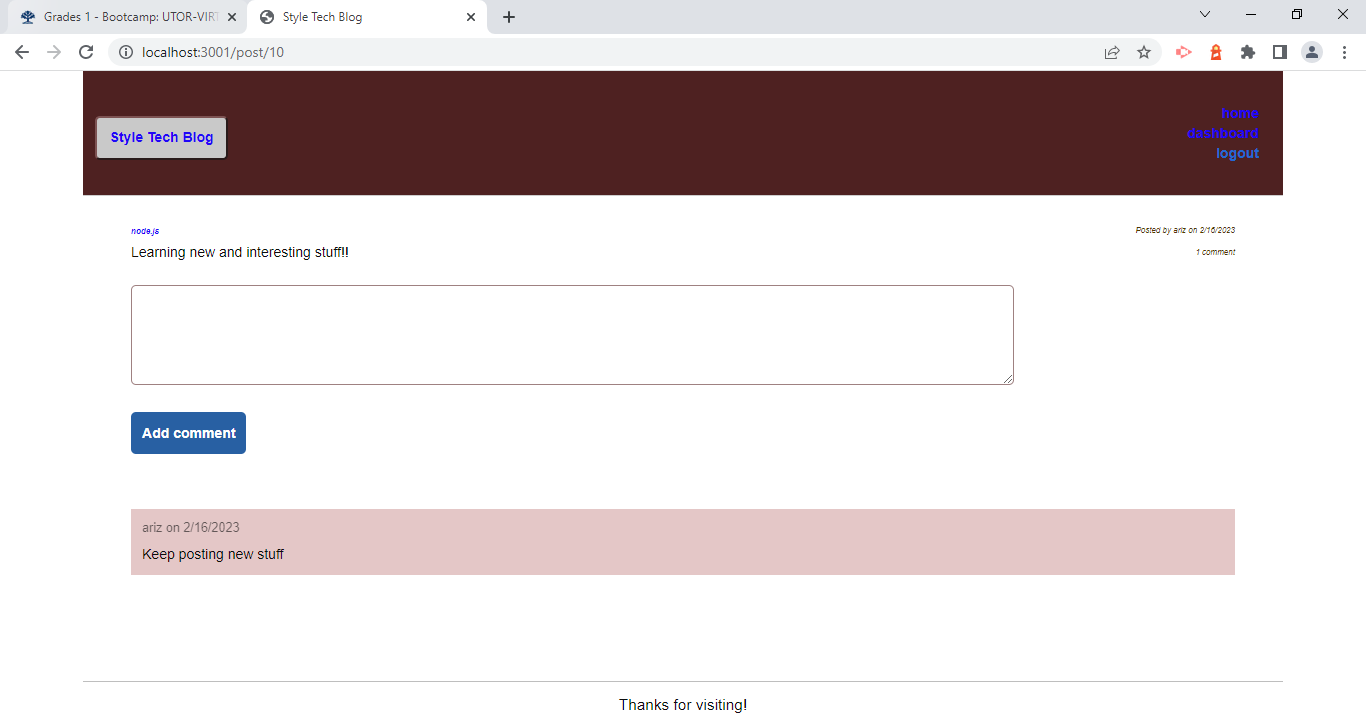 Grades 1 - Bootcamp: UTOR-VIRT
Style Tech Blog
localhost:3001/post/10
Style Tech Blog
home
dashboard
logout
node.js
Posted by ariz on 2/16/2023
Learning new and interesting stuff!!
1 comment
Add comment
ariz on 2/16/2023
Keep posting new stuff
Thanks for visiting!